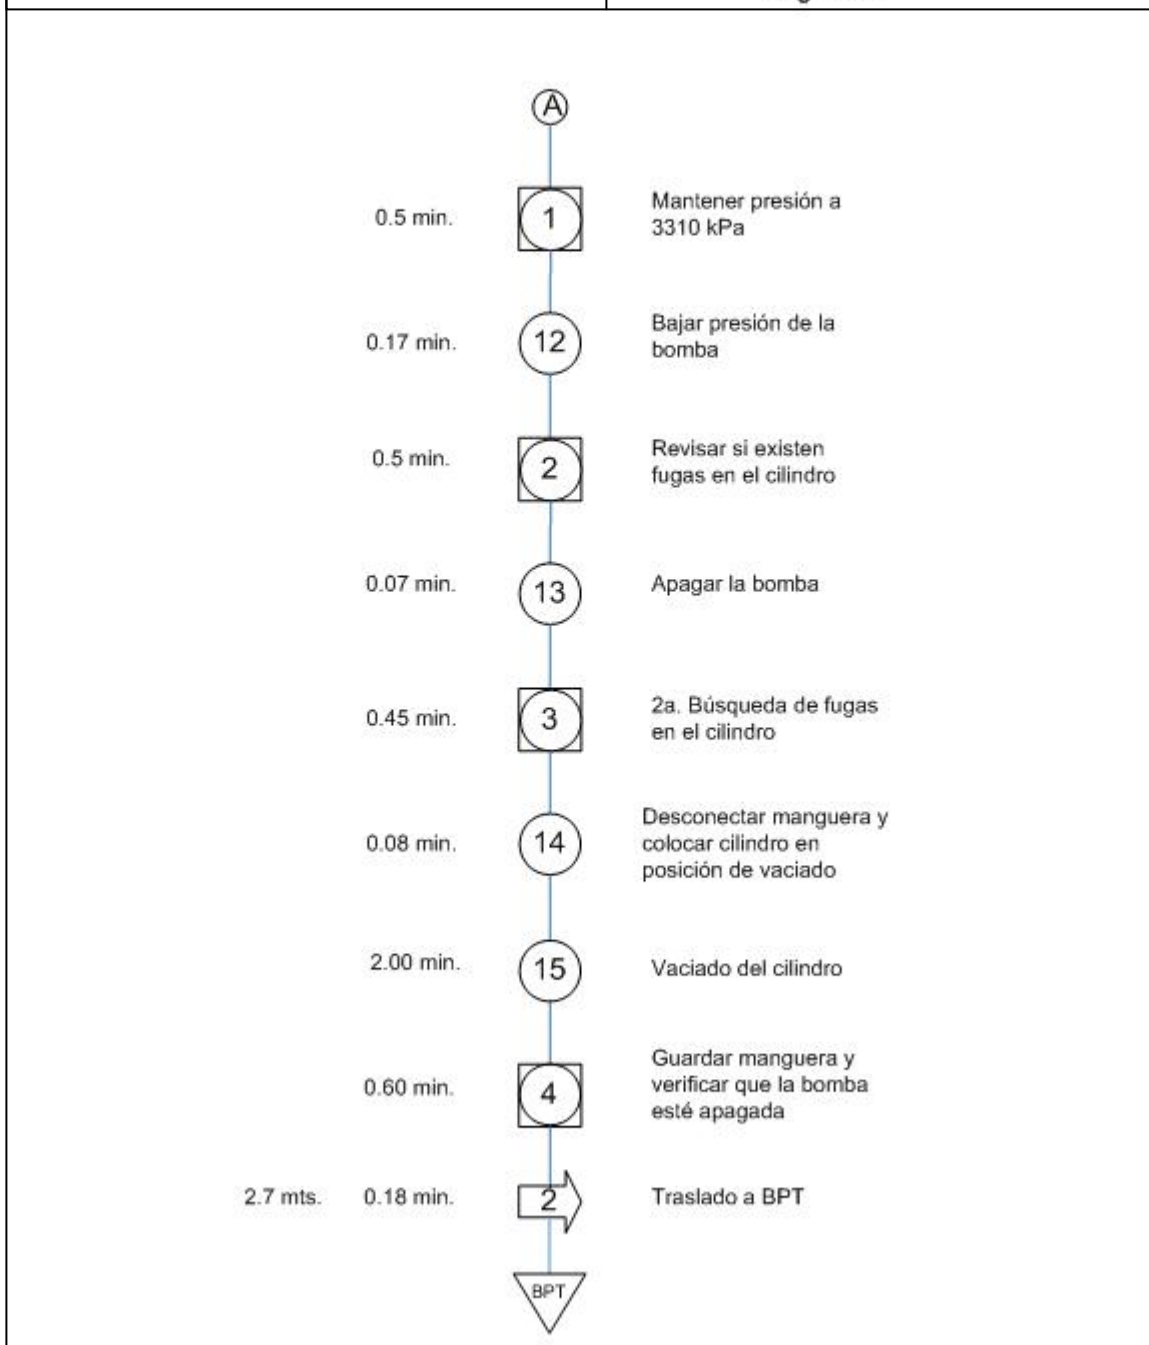 A
0.5 min.
1
Mantener presión a
3310 kPa
0.17 min.
12
Bajar presión de la
bomba
0.5 min.
2
Revisar si existen
fugas en el cilindro
0.07 min.
13
Apagar la bomba
0.45 min.
3
2a. Búsqueda de fugas
en el cilindro
0.08 min.
14
Desconectar manguera y
colocar cilindro en
posición de vaciado
2.00 min.
15
Vaciado del cilindro
0.60 min.
4
Guardar manguera y
verificar que la bomba
esté apagada
2.7 mts.
0.18 min.
2
Traslado a BPT
BPT